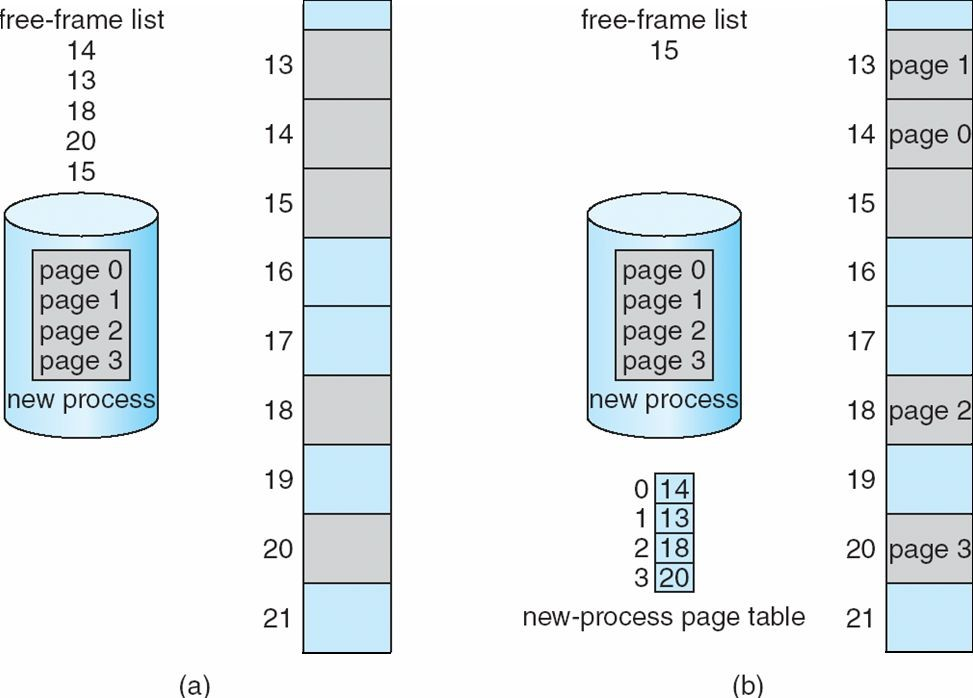 free-frame list
14
13
18
20
15
page 0
page 1
page 2
page 3
new process
13
14
15
16
17
18
19
20
21
(a)
free-frame list
15
page 0
page 1
page 2
page 3
new process
0 14
1 13
2 18
3 20
new-process page table
13 page 1
14 page 0
15
16
17
18 page 2
19
20 page 3
21
(b)